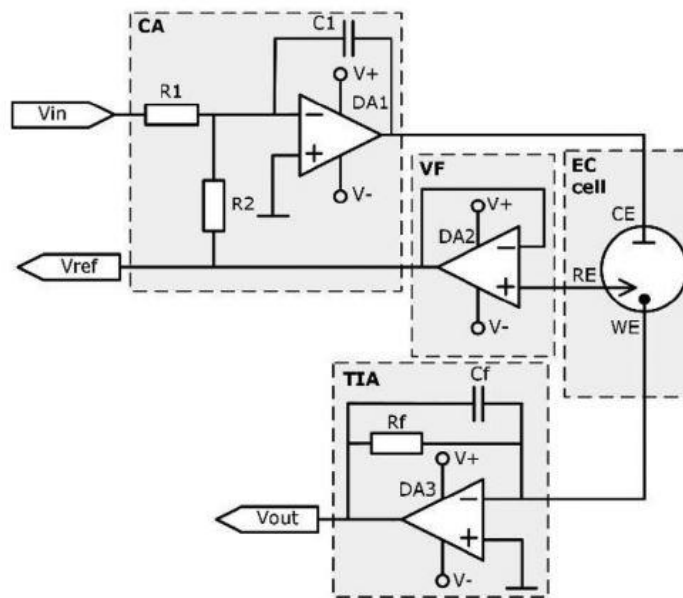 CA
C1
V+
R1
DA1
Vin
−
+
V-
R2
VF
V+
DA2
−
+
V-
Vref
EC
cell
CE
RE
WE
TIA
Cf
Rf
V+
DA3
−
+
V-
Vout